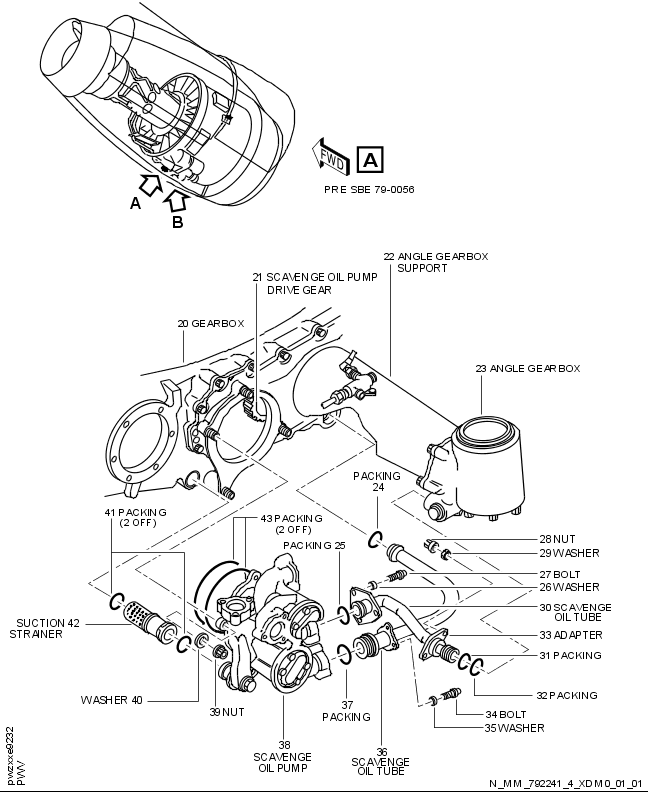 FWD
A
PRE SBE 79-0056
A
B
22 ANGLE GEARBOX
SUPPORT
21 SCAVENGE OIL PUMP
DRIVE GEAR
20 GEARBOX
23 ANGLE GEARBOX
PACKING
24
41 PACKING
(2 OFF)
43 PACKING
(2 OFF)
PACKING 25
28 NUT
29 WASHER
27 BOLT
26 WASHER
30 SCAVENGE
OIL TUBE
SUCTION 42
STRAINER
33 ADAPTER
31 PACKING
32 PACKING
WASHER 40
39 NUT
37
PACKING
34 BOLT
35 WASHER
38
SCAVENGE
OIL PUMP
36
SCAVENGE
OIL TUBE
pwzxxe9232
PWV
N_MM_792241_4_XDM0_01_01